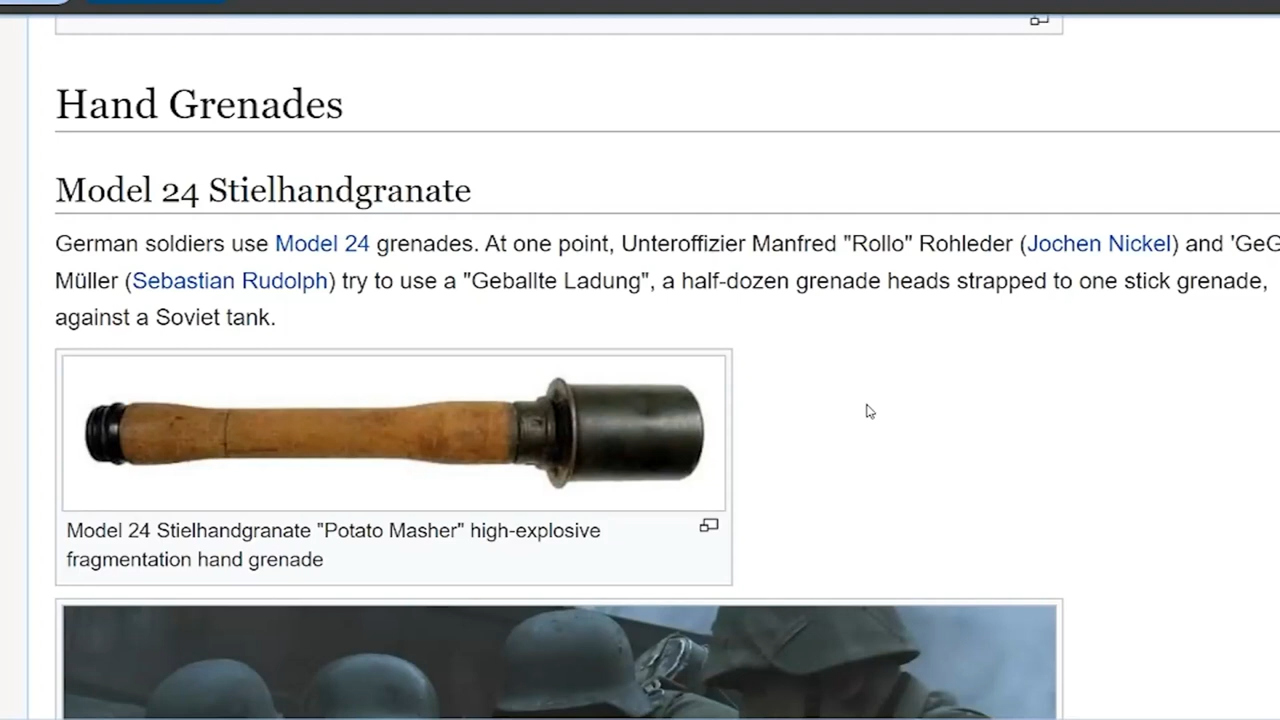 Hand Grenades
Model 24 Stielhandgranate
German soldiers use Model 24 grenades. At one point, Unteroffizier Manfred "Rollo" Rohleder (Jochen Nickel) and 'GeG
Müller (Sebastian Rudolph) try to use a "Geballte Ladung", a half-dozen grenade heads strapped to one stick grenade,
against a Soviet tank.
Model 24 Stielhandgranate "Potato Masher" high-explosive
fragmentation hand grenade